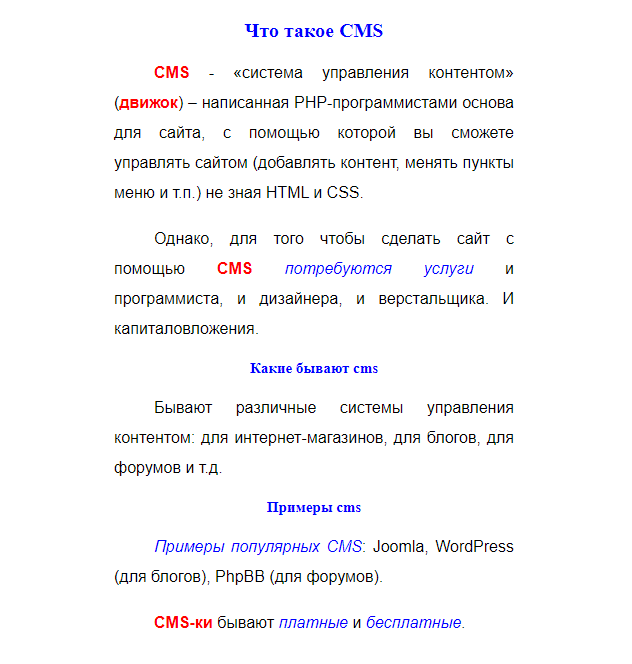 Что такое CMS
CMS - «система управления контентом»
(движок) – написанная PHP-программистами основа
для сайта, с помощью которой вы сможете
управлять сайтом (добавлять контент, менять пункты
меню и т.п.) не зная HTML и CSS.
Однако, для того чтобы сделать сайт с
помощью CMS потребуются услуги и
программиста, и дизайнера, и верстальщика. И
капиталовложения.
Какие бывают cms
Бывают различные системы управления
контентом: для интернет-магазинов, для блогов, для
форумов и т.д.
Примеры cms
Примеры популярных CMS: Joomla, WordPress
(для блогов), PhpBB (для форумов).
CMS-ки бывают платные и бесплатные.